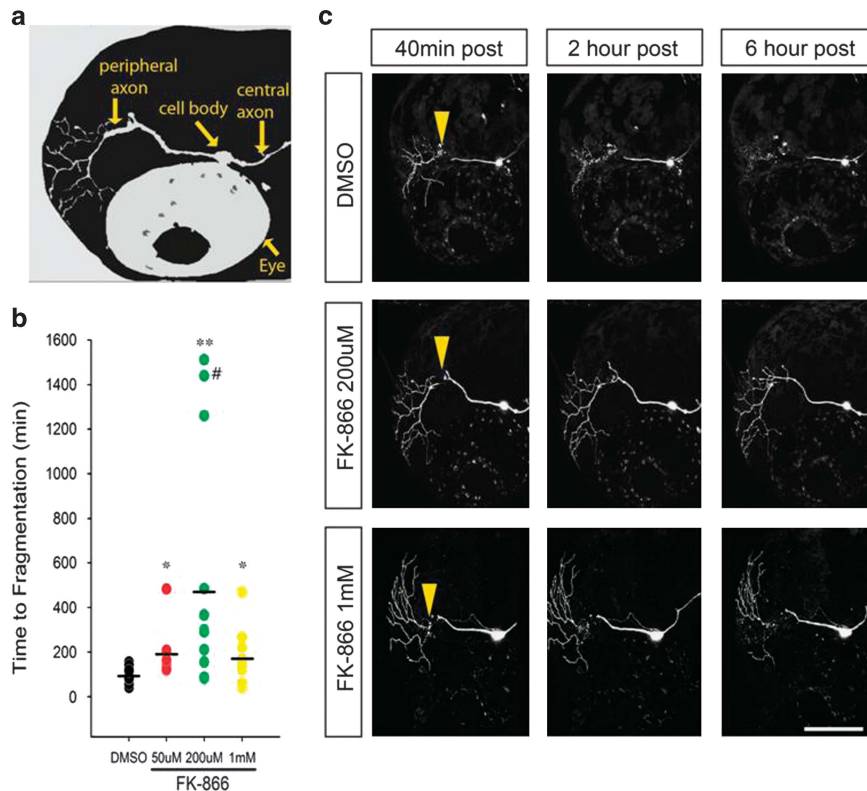 a
peripheral
axon
cell body
central
axon
Eye
b
Time to Fragmentation (min)
1600
1400
1200
1000
800
600
400
200
0
**
#
*
*
DMSO 50uM 200uM 1mM
FK-866
c
40min post 2 hour post 6 hour post
DMSO
FK-866 200uM
FK-866 1mM